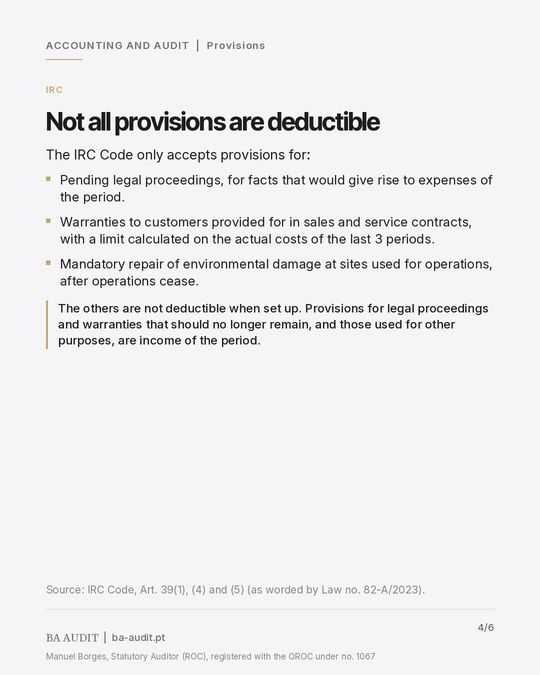 ACCOUNTING AND AUDIT | Provisions
IRC
Not all provisions are deductible
The IRC Code only accepts provisions for:
Pending legal proceedings, for facts that would give rise to expenses of
the period.
Warranties to customers provided for in sales and service contracts,
with a limit calculated on the actual costs of the last 3 periods.
Mandatory repair of environmental damage at sites used for operations,
after operations cease.
The others are not deductible when set up. Provisions for legal proceedings
and warranties that should no longer remain, and those used for other
purposes, are income of the period.
Source: IRC Code, Art. 39(1), (4) and (5) (as worded by Law no. 82-A/2023).
4/6
BA AUDIT | ba-audit.pt
Manuel Borges, Statutory Auditor (ROC), registered with the OROC under no. 1067